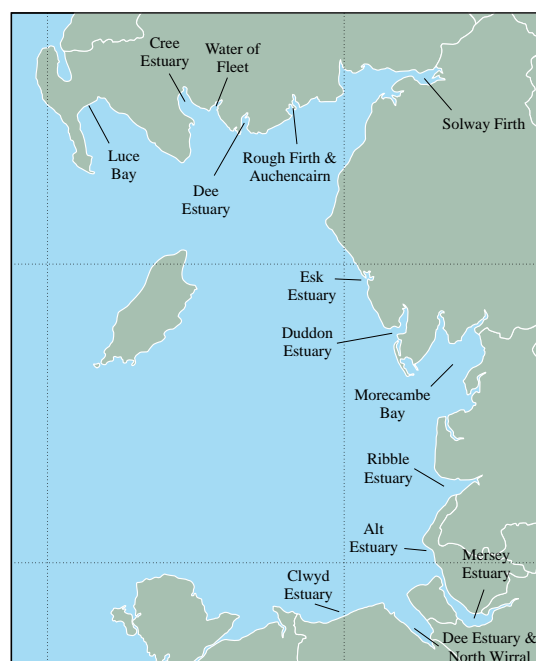 Cree
Estuary
Water of
Fleet
Solway Firth
Luce
Bay
Rough Firth &
Auchencairn
Dee
Estuary
Esk
Estuary
Duddon
Estuary
Morecambe
Bay
Ribble
Estuary
Alt
Estuary
Mersey
Estuary
Clwyd
Estuary
Dee Estuary &
North Wirral